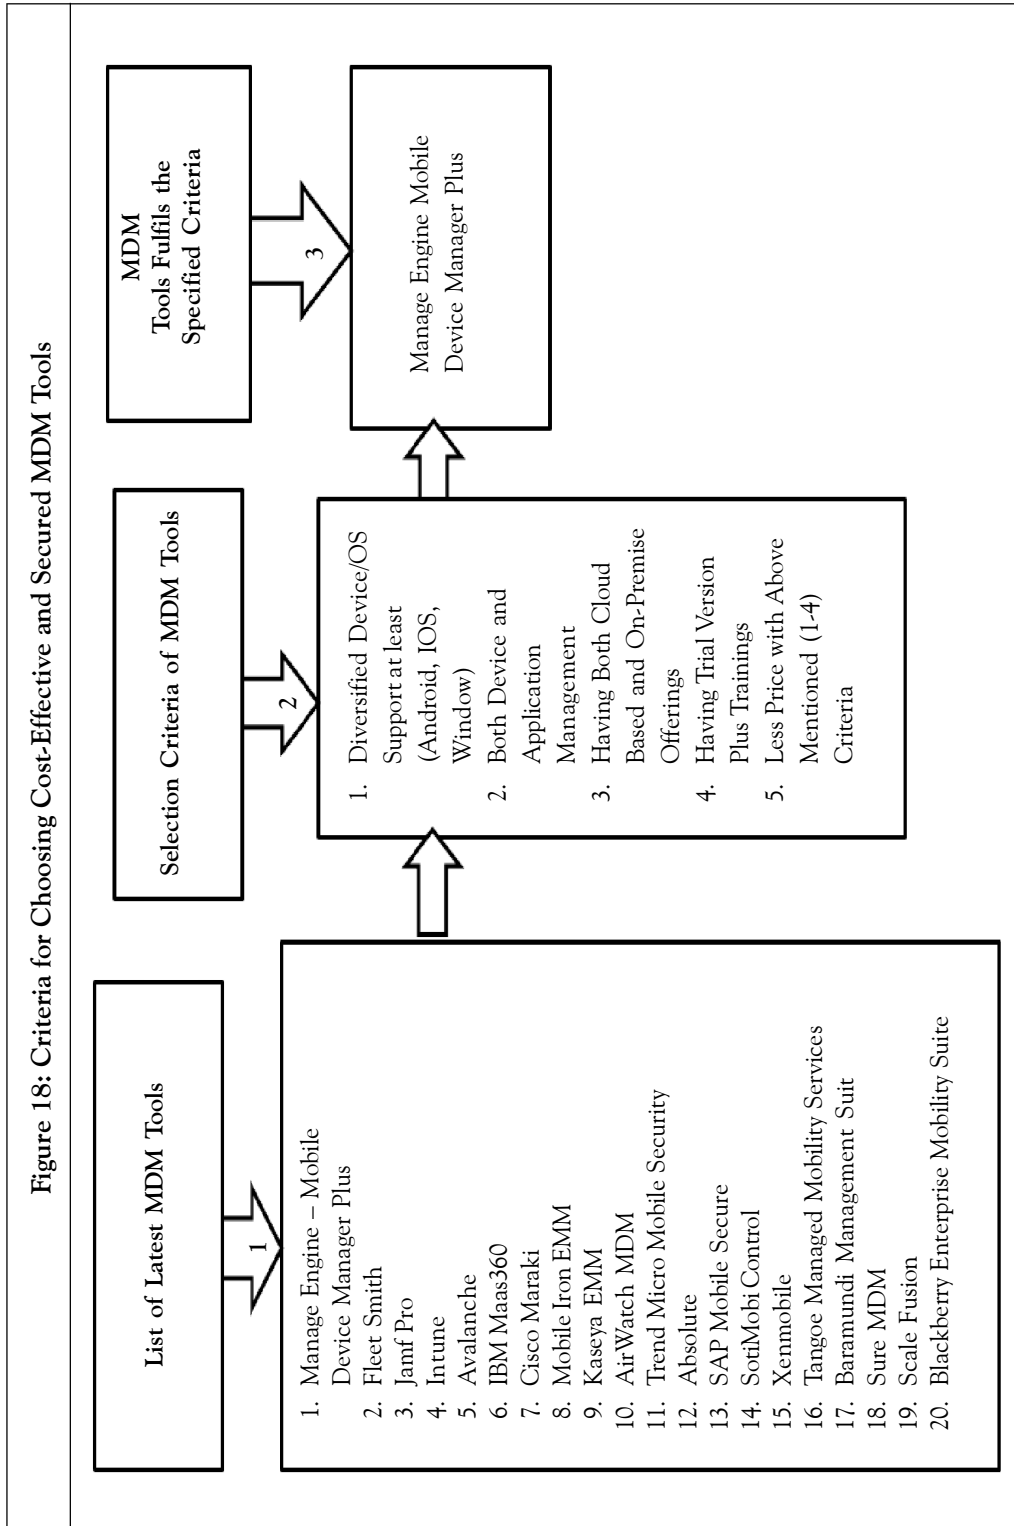 Figure 18: Criteria for Choosing Cost-Effective and Secured MDM Tools
List of Latest MDM Tools
1
1. Manage Engine – Mobile
Device Manager Plus
2. Fleet Smith
3. Jamf Pro
4. Intune
5. Avalanche
6. IBM Maas360
7. Cisco Maraki
8. Mobile Iron EMM
9. Kaseya EMM
10. AirWatch MDM
11. Trend Micro Mobile Security
12. Absolute
13. SAP Mobile Secure
14. SotiMobi Control
15. Xenmobile
16. Tangoe Managed Mobility Services
17. Baramundi Management Suit
18. Sure MDM
19. Scale Fusion
20. Blackberry Enterprise Mobility Suite
Selection Criteria of MDM Tools
2
1. Diversified Device/OS
Support at least
(Android, IOS,
Window)
2. Both Device and
Application
Management
3. Having Both Cloud
Based and On-Premise
Offerings
4. Having Trial Version
Plus Trainings
5. Less Price with Above
Mentioned (1-4)
Criteria
MDM
Tools Fulfils the
Specified Criteria
3
Manage Engine Mobile
Device Manager Plus